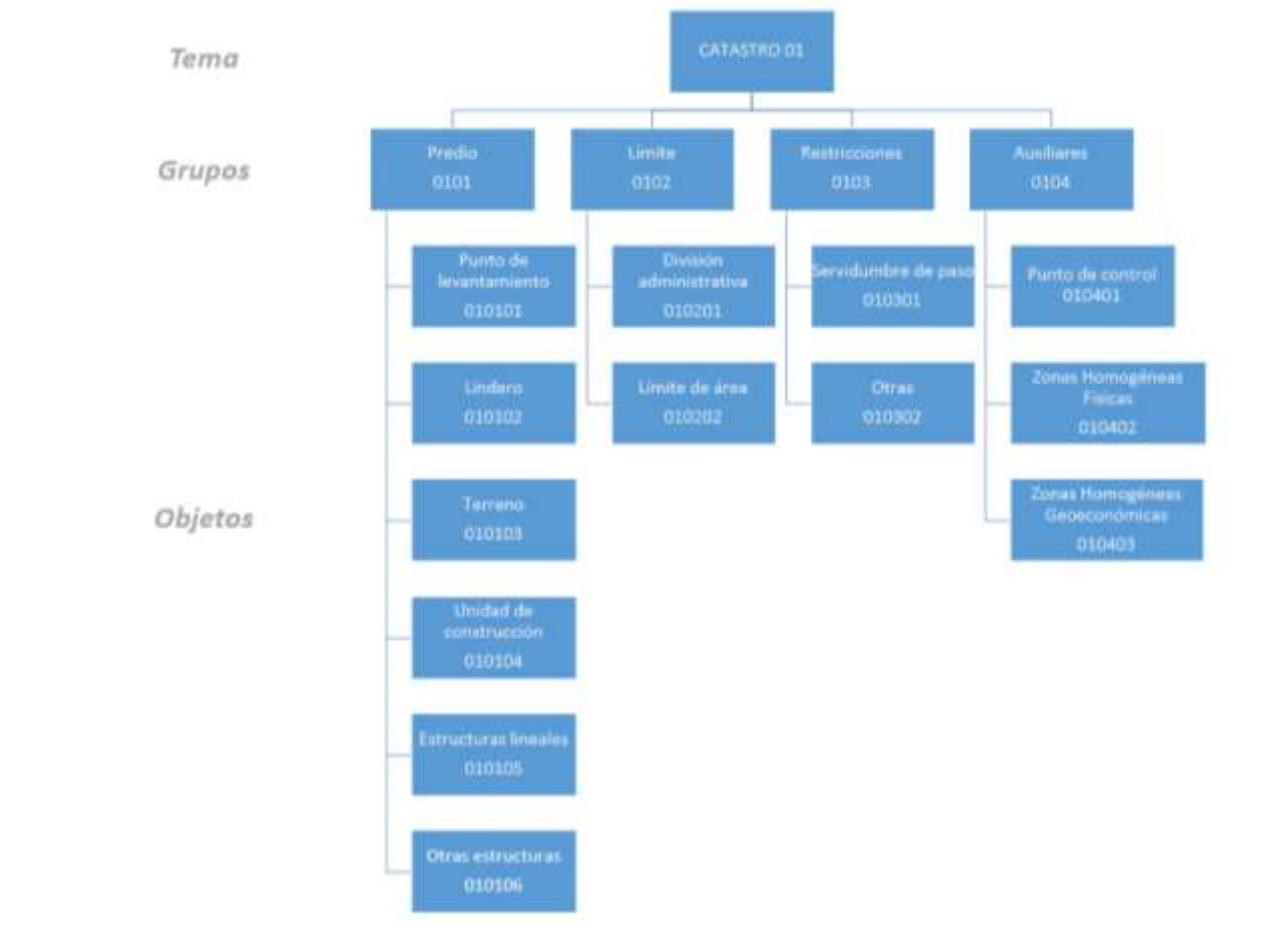 Tema
CATASTRO 01
Grupos
Predio
0101
Límite
0102
Restricciones
0103
Auxiliares
0104
Objetos
Punto de
levantamiento
010101
Lindero
010102
Terreno
010103
Unidad de
construcción
010104
Estructuras lineales
010105
Otras estructuras
010106
División
administrativa
010201
Límite de área
010202
Servidumbre de paso
010301
Otras
010302
Punto de control
010401
Zonas Homogéneas
Físicas
010402
Zonas Homogéneas
Geoeconómicas
010403